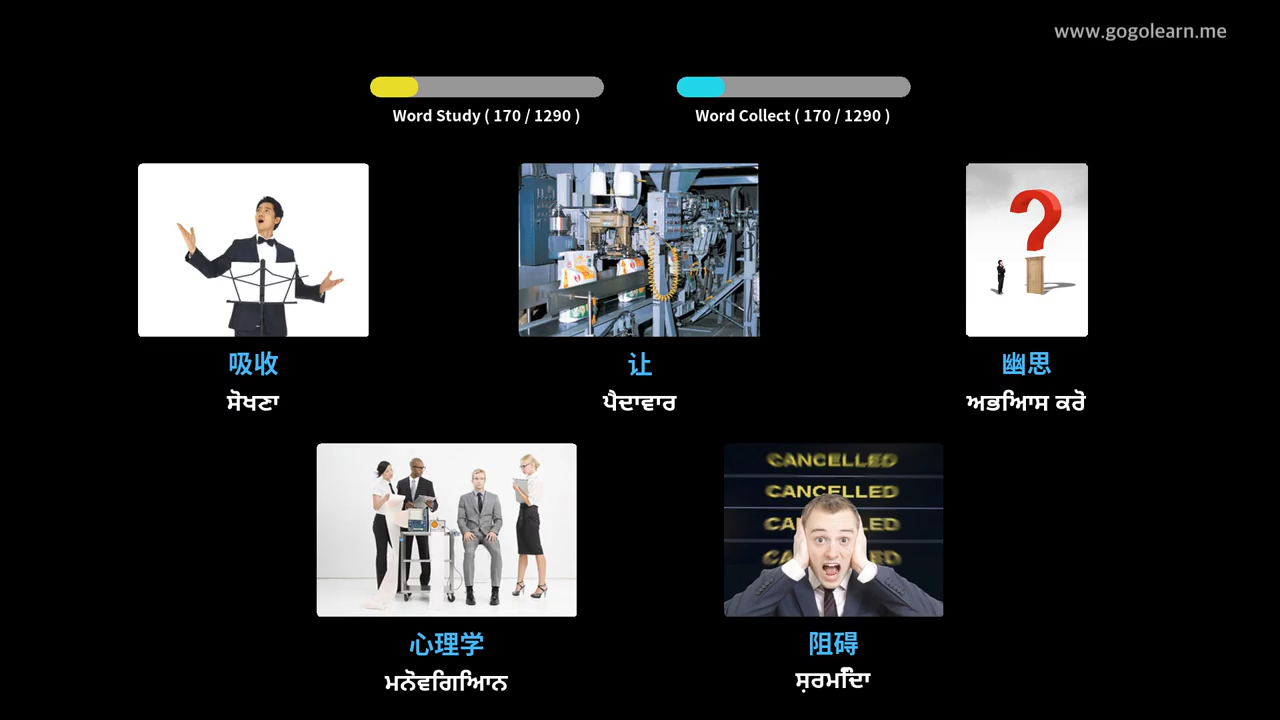 www.gogolearn.me
Word Study ( 170 / 1290 )
Word Collect ( 170 / 1290 )
吸收
让
幽思
ਸੋਖਣਾ
ਪੈਦਾਵਾਰ
ਅਭਿਆਸ ਕਰੋ
CANCELLED
CANCELLED
心理学
阻碍
ਮਨੋਵਿਗਿਆਨ
ਸ਼ਰਮਿੰਦਾ